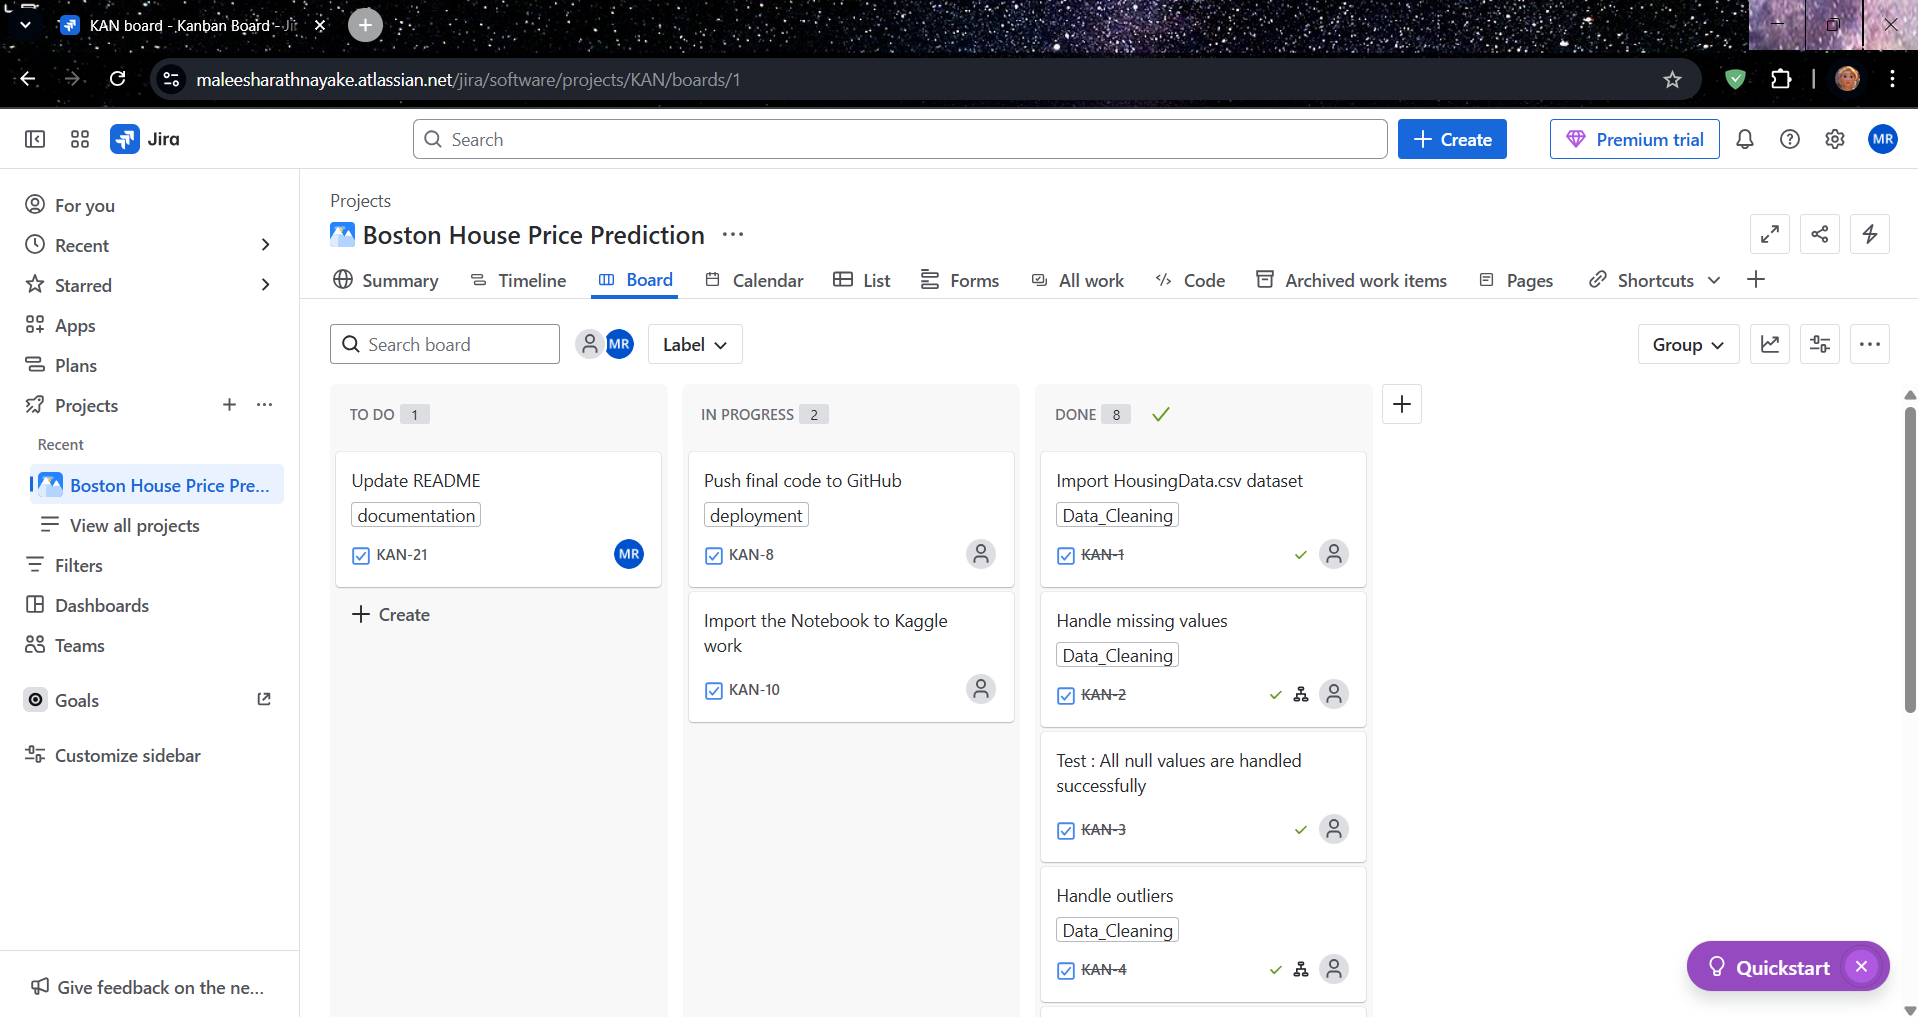 KAN board - Kanban Board - Jir
maleesharathnayake.atlassian.net/jira/software/projects/KAN/boards/1
Jira
Search
Create
Premium trial
MR
For you
Recent
Starred
Apps
Plans
Projects
Recent
Boston House Price Pre...
View all projects
Filters
Dashboards
Teams
Goals
Customize sidebar
Give feedback on the ne...
Projects
Boston House Price Prediction
Summary
Timeline
Board
Calendar
List
Forms
All work
Code
Archived work items
Pages
Shortcuts
Search board
MR
Label
Group
TO DO 1
Update README
documentation
KAN-21
MR
Create
IN PROGRESS 2
Push final code to GitHub
deployment
KAN-8
Import the Notebook to Kaggle
work
KAN-10
DONE 8
Import HousingData.csv dataset
Data_Cleaning
KAN-1
Handle missing values
Data_Cleaning
KAN-2
Test : All null values are handled
successfully
KAN-3
Handle outliers
Data_Cleaning
KAN-4
Quickstart